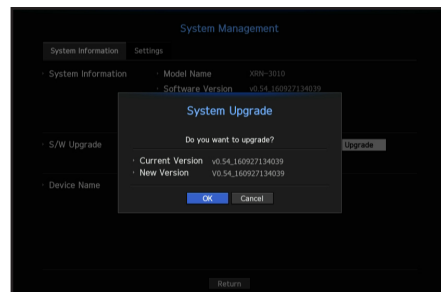 System Management
System Information Settings
· System Information · Model Name XRN-3010
· Software Version v0.54_160927134039
System Upgrade
Do you want to upgrade?
· S/W Upgrade Upgrade
· Current Version v0.54_160927134039
· New Version V0.54_160927134039
· Device Name
OK Cancel
Return